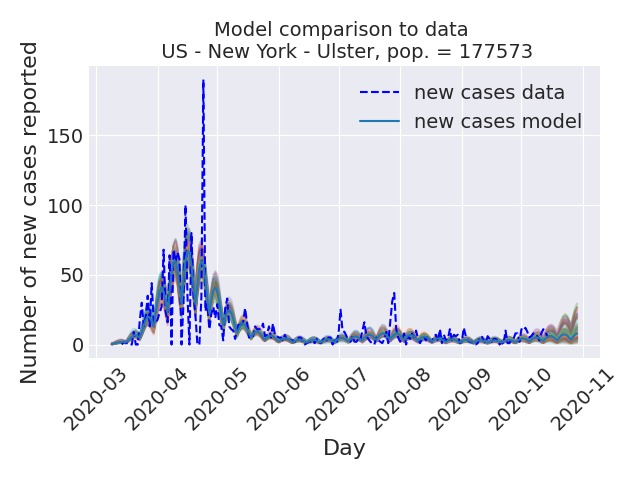 Model comparison to data
US - New York - Ulster, pop. = 177573
Number of new cases reported
150
100
50
0
new cases data
new cases model
2020-03
2020-04
2020-05
2020-06
2020-07
2020-08
2020-09
2020-10
2020-11
Day